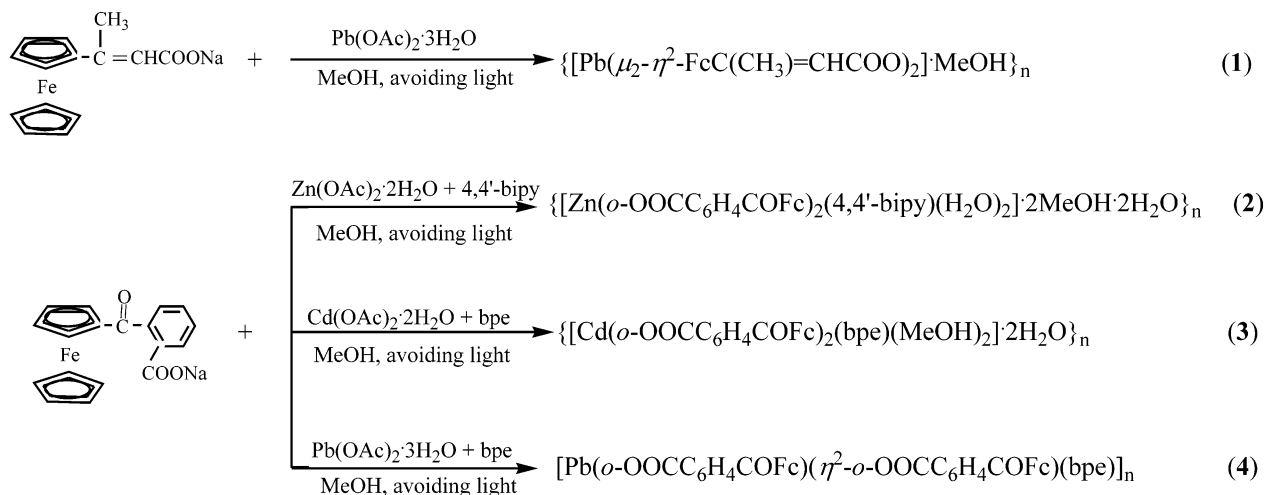 CH₃
C=CHCOONa + Pb(OAc)₂·3H₂O {[Pb(μ₂-η²-FcC(CH₃)=CHCOO)₂]·MeOH}ₙ (1)
Fe MeOH, avoiding light
Zn(OAc)₂·2H₂O + 4,4'-bipy {[Zn(o-OOCC₆H₄COFc)₂(4,4'-bipy)(H₂O)₂]·2MeOH·2H₂O}ₙ (2)
MeOH, avoiding light
O
C + Cd(OAc)₂·2H₂O + bpe {[Cd(o-OOCC₆H₄COFc)₂(bpe)(MeOH)₂]·2H₂O}ₙ (3)
Fe MeOH, avoiding light
COONa
Pb(OAc)₂·3H₂O + bpe [Pb(o-OOCC₆H₄COFc)(η²-o-OOCC₆H₄COFc)(bpe)]ₙ (4)
MeOH, avoiding light